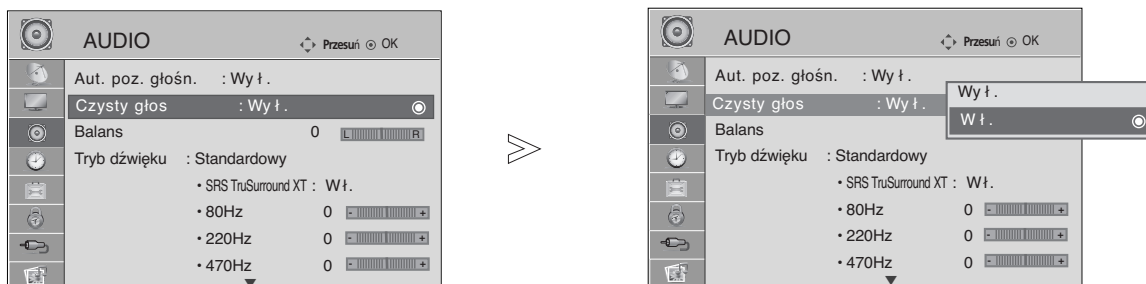 AUDIO Przesuń OK
Aut. poz. głośn. : Wył.
Czysty głos : Wył.
Balans 0 L R
Tryb dźwięku : Standardowy
• SRS TruSurround XT : Wł.
• 80Hz 0 - +
• 220Hz 0 - +
• 470Hz 0 - +
AUDIO Przesuń OK
Aut. poz. głośn. : Wył.
Czysty głos : Wył.
Wył.
Wł.
Balans
Tryb dźwięku : Standardowy
• SRS TruSurround XT : Wł.
• 80Hz 0 - +
• 220Hz 0 - +
• 470Hz 0 - +